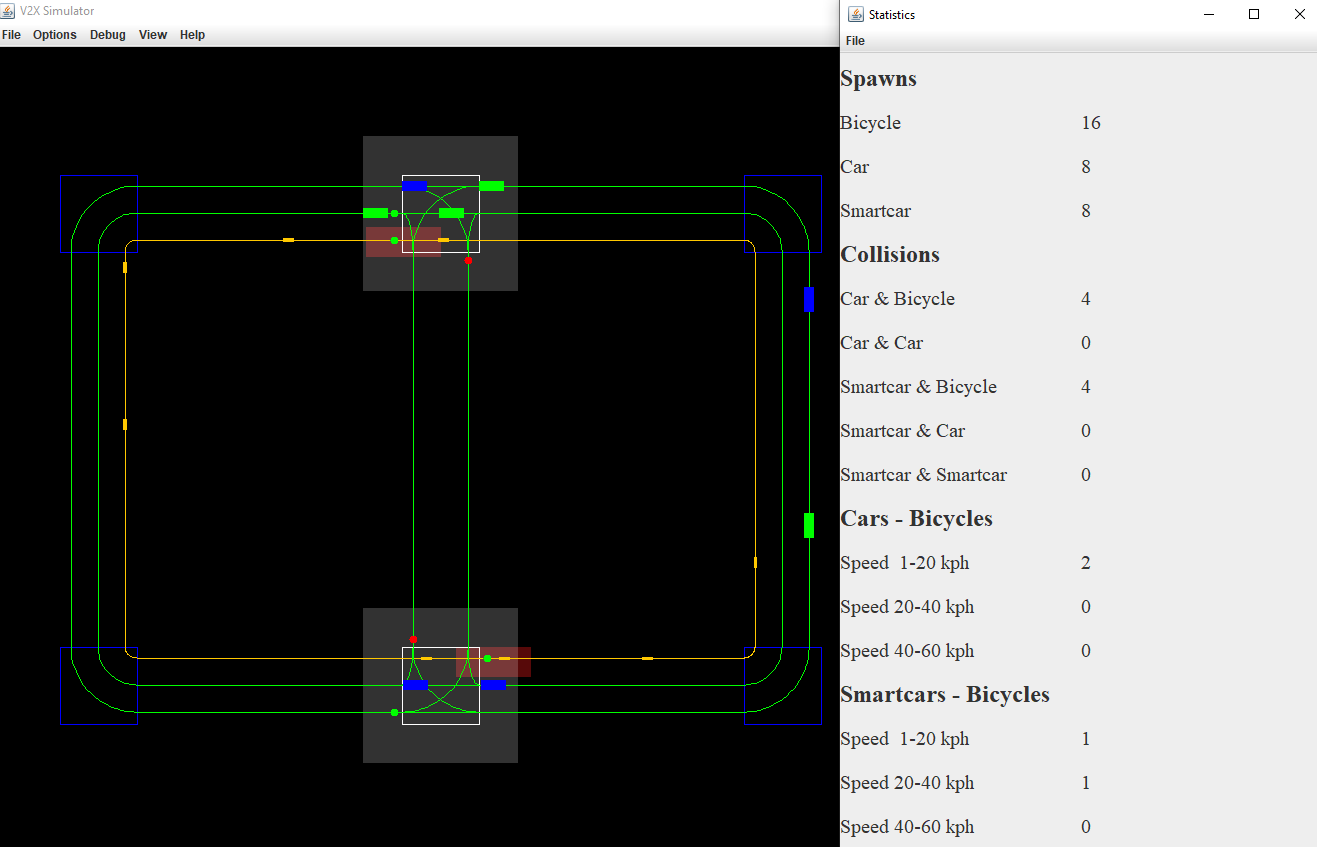 V2X Simulator
File Options Debug View Help
Statistics
File
Spawns
Bicycle 16
Car 8
Smartcar 8
Collisions
Car & Bicycle 4
Car & Car 0
Smartcar & Bicycle 4
Smartcar & Car 0
Smartcar & Smartcar 0
Cars - Bicycles
Speed  1-20 kph 2
Speed 20-40 kph 0
Speed 40-60 kph 0
Smartcars - Bicycles
Speed  1-20 kph 1
Speed 20-40 kph 1
Speed 40-60 kph 0